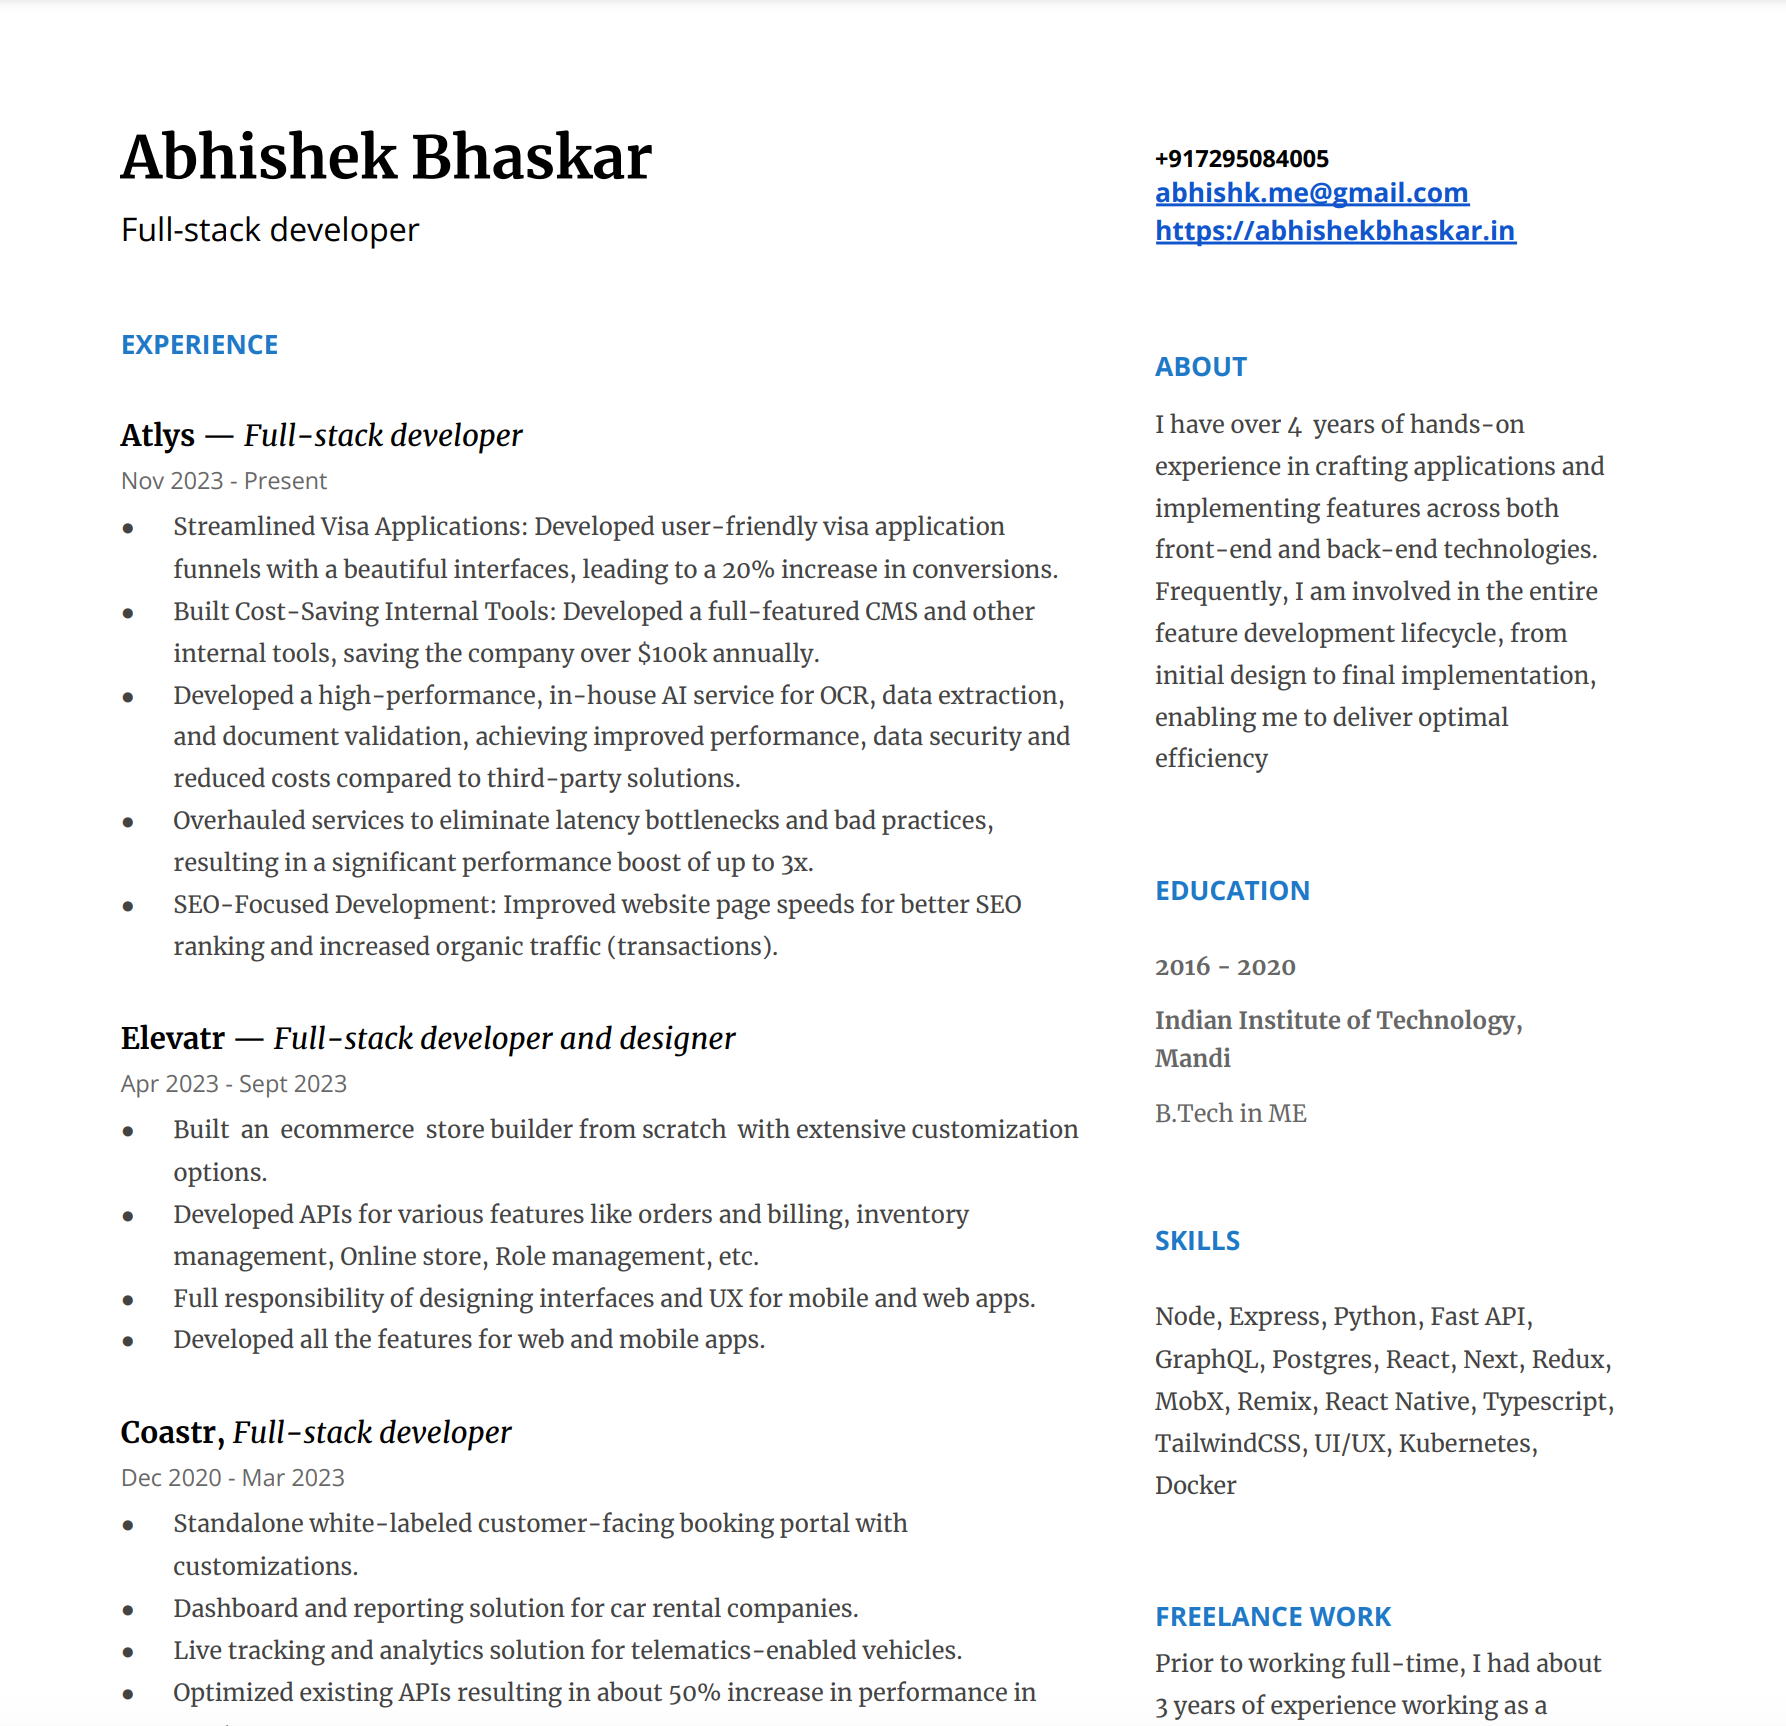 Abhishek Bhaskar
Full-stack developer
+917295084005
abhishk.me@gmail.com
https://abhishekbhaskar.in
EXPERIENCE
Atlys — Full-stack developer
Nov 2023 - Present
● Streamlined Visa Applications: Developed user-friendly visa application
funnels with a beautiful interfaces, leading to a 20% increase in conversions.
● Built Cost-Saving Internal Tools: Developed a full-featured CMS and other
internal tools, saving the company over $100k annually.
● Developed a high-performance, in-house AI service for OCR, data extraction,
and document validation, achieving improved performance, data security and
reduced costs compared to third-party solutions.
● Overhauled services to eliminate latency bottlenecks and bad practices,
resulting in a significant performance boost of up to 3x.
● SEO-Focused Development: Improved website page speeds for better SEO
ranking and increased organic traffic (transactions).
Elevatr — Full-stack developer and designer
Apr 2023 - Sept 2023
● Built an ecommerce store builder from scratch with extensive customization
options.
● Developed APIs for various features like orders and billing, inventory
management, Online store, Role management, etc.
● Full responsibility of designing interfaces and UX for mobile and web apps.
● Developed all the features for web and mobile apps.
Coastr, Full-stack developer
Dec 2020 - Mar 2023
● Standalone white-labeled customer-facing booking portal with
customizations.
● Dashboard and reporting solution for car rental companies.
● Live tracking and analytics solution for telematics-enabled vehicles.
● Optimized existing APIs resulting in about 50% increase in performance in
ABOUT
I have over 4 years of hands-on
experience in crafting applications and
implementing features across both
front-end and back-end technologies.
Frequently, I am involved in the entire
feature development lifecycle, from
initial design to final implementation,
enabling me to deliver optimal
efficiency
EDUCATION
2016 - 2020
Indian Institute of Technology,
Mandi
B.Tech in ME
SKILLS
Node, Express, Python, Fast API,
GraphQL, Postgres, React, Next, Redux,
MobX, Remix, React Native, Typescript,
TailwindCSS, UI/UX, Kubernetes,
Docker
FREELANCE WORK
Prior to working full-time, I had about
3 years of experience working as a